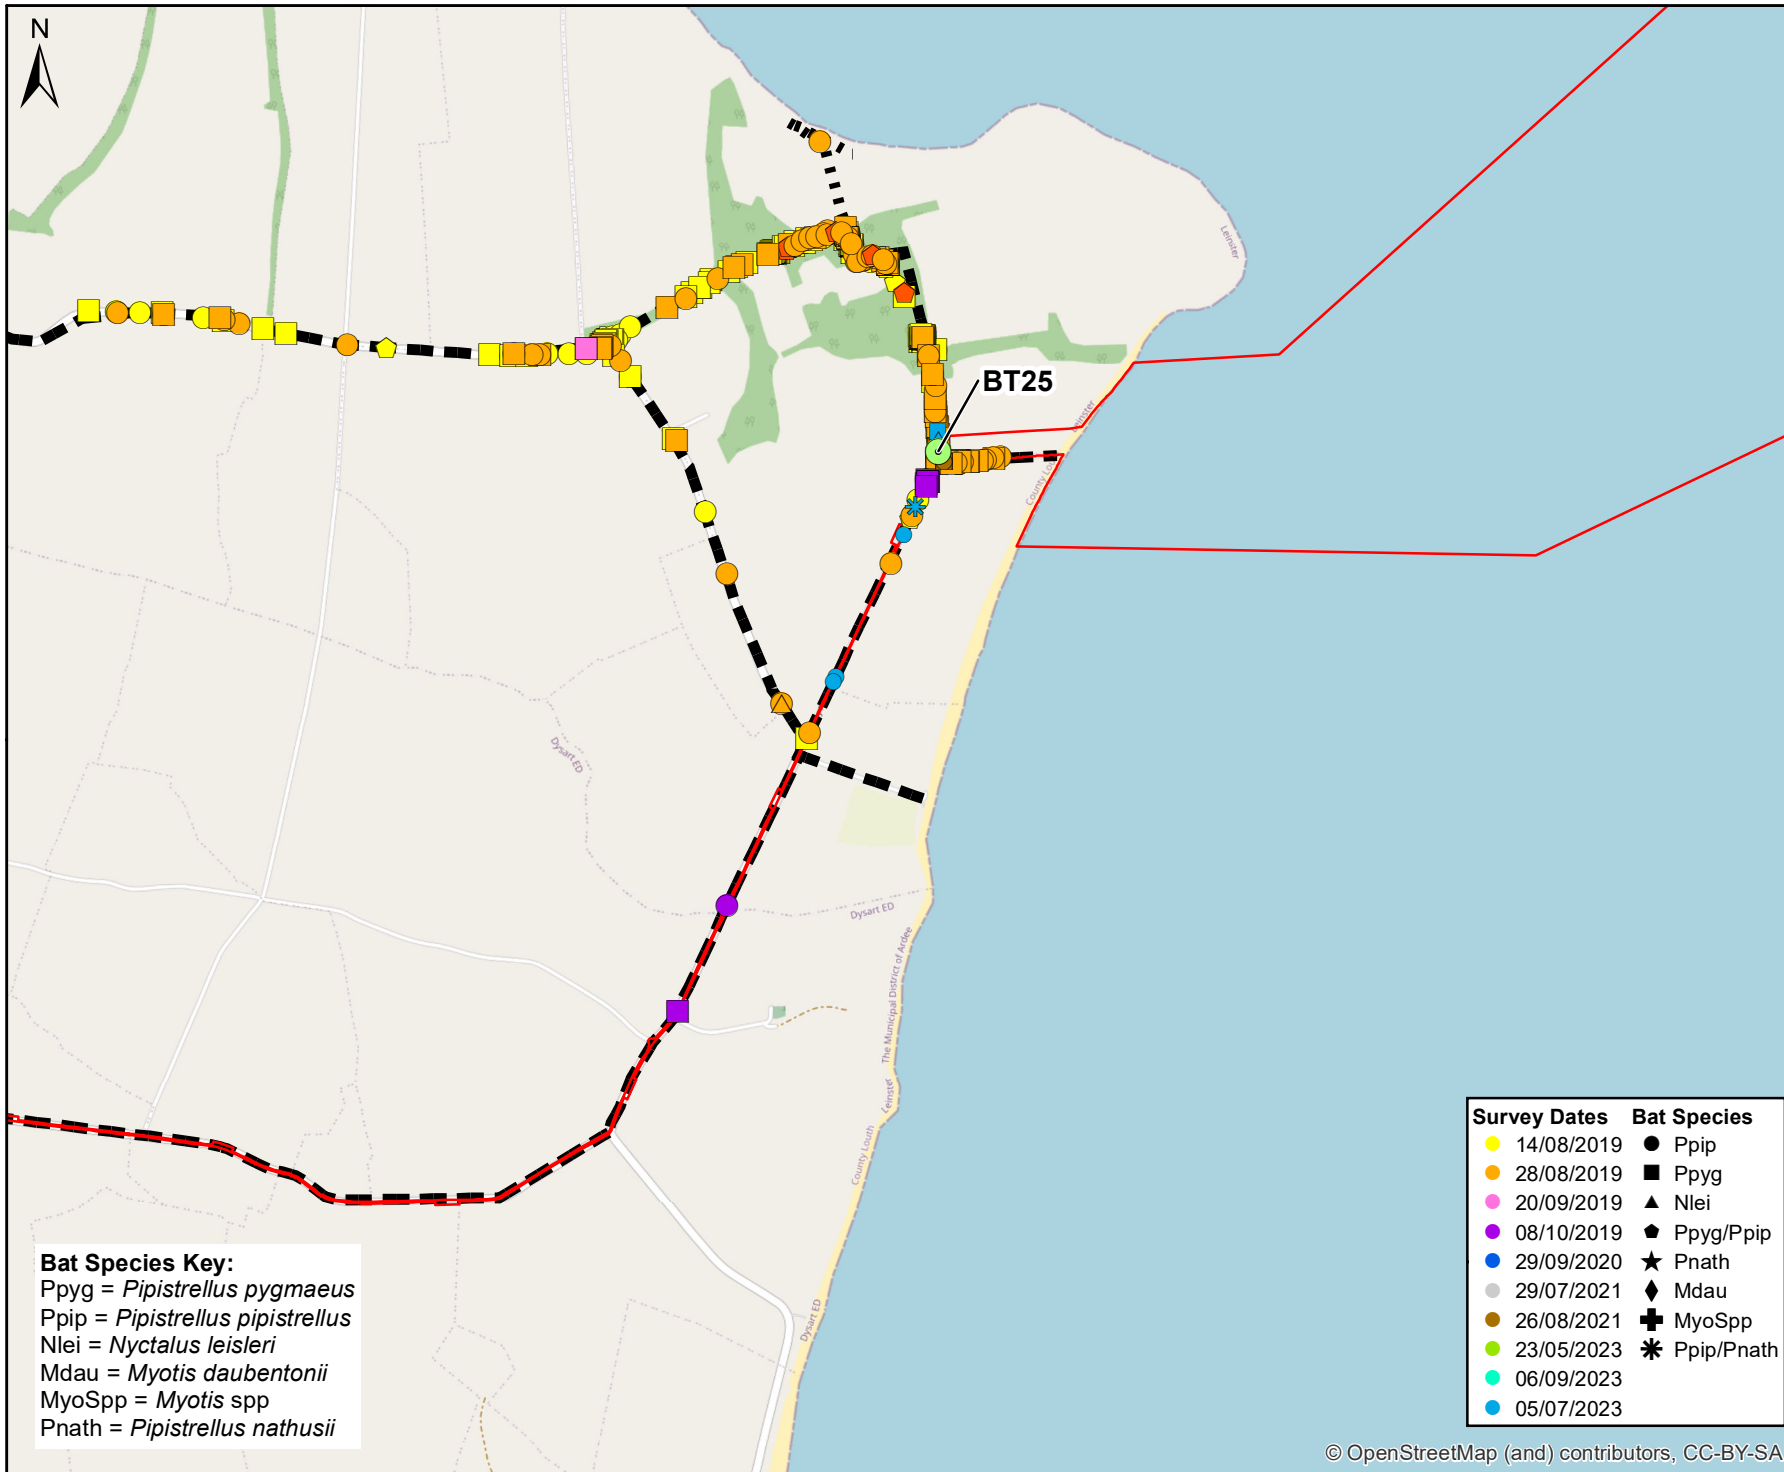 N
Leinster
BT25
Leinster
County Lou
Dysart ED
Dysart ED
The Municipal District of Ardee
Leinster
County Louth
Dysart ED
Survey Dates Bat Species
14/08/2019 Ppip
28/08/2019 Ppyg
20/09/2019 Nlei
08/10/2019 Ppyg/Ppip
29/09/2020 Pnath
29/07/2021 Mdau
26/08/2021 MyoSpp
23/05/2023 Ppip/Pnath
06/09/2023
05/07/2023
Bat Species Key:
Ppyg = Pipistrellus pygmaeus
Ppip = Pipistrellus pipistrellus
Nlei = Nyctalus leisleri
Mdau = Myotis daubentonii
MyoSpp = Myotis spp
Pnath = Pipistrellus nathusii
© OpenStreetMap (and) contributors, CC-BY-SA